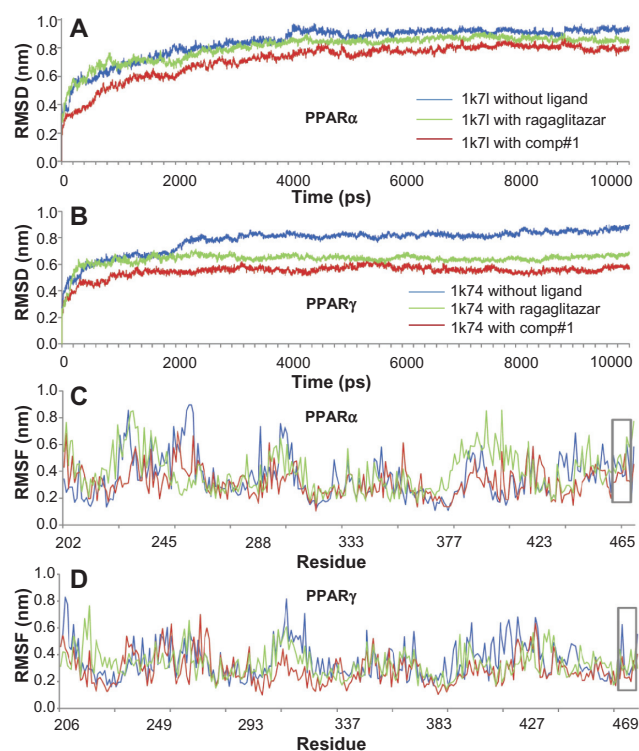 A
RMSD (nm)
1.0
0.8
0.6
0.4
0.2
0.0
1k7l without ligand
1k7l with ragaglitazar
1k7l with comp#1
PPARα
0 2000 4000 6000 8000 10000
Time (ps)
B
RMSD (nm)
1.0
0.8
0.6
0.4
0.2
0.0
1k74 without ligand
1k74 with ragaglitazar
1k74 with comp#1
PPARγ
0 2000 4000 6000 8000 10000
Time (ps)
C
PPARα
RMSF (nm)
1.0
0.8
0.6
0.4
0.2
0.0
202 245 288 333 377 423 465
Residue
D
PPARγ
RMSF (nm)
1.0
0.8
0.6
0.4
0.2
0.0
206 249 293 337 383 427 469
Residue